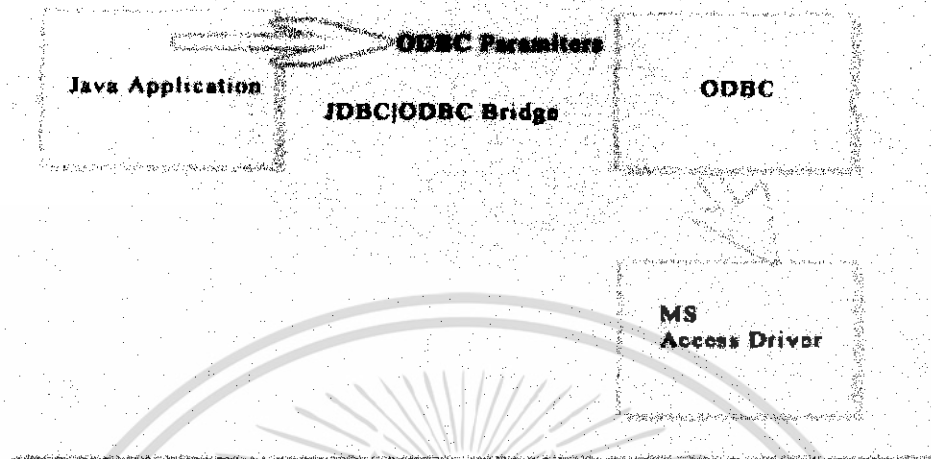 ODBC Paramitors
Java Application
ODBC
JDBC|ODBC Bridge
MS
Access Driver